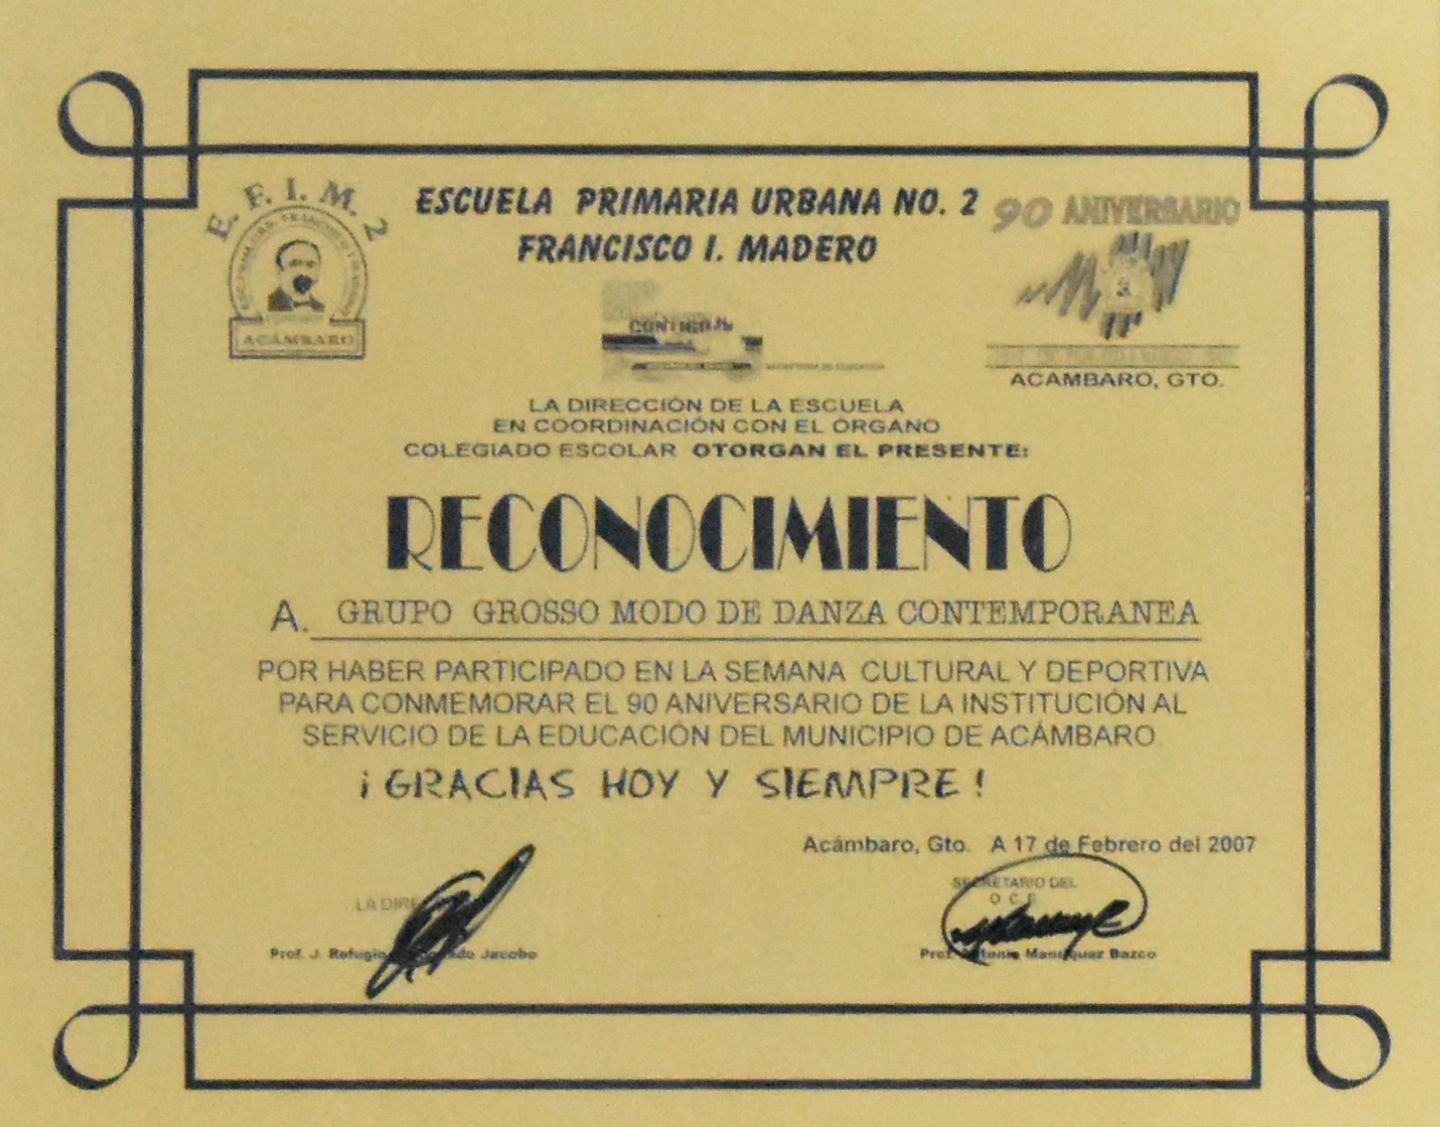 E. F. I. M. 2
ACÁMBARO
ESCUELA PRIMARIA URBANA NO. 2
FRANCISCO I. MADERO
90 ANIVERSARIO
ACAMBARO, GTO.
LA DIRECCIÓN DE LA ESCUELA
EN COORDINACIÓN CON EL ÓRGANO
COLEGIADO ESCOLAR OTORGAN EL PRESENTE:
RECONOCIMIENTO
A. GRUPO GROSSO MODO DE DANZA CONTEMPORANEA
POR HABER PARTICIPADO EN LA SEMANA CULTURAL Y DEPORTIVA
PARA CONMEMORAR EL 90 ANIVERSARIO DE LA INSTITUCIÓN AL
SERVICIO DE LA EDUCACIÓN DEL MUNICIPIO DE ACÁMBARO
¡GRACIAS HOY Y SIEMPRE!
Acámbaro, Gto. A 17 de Febrero del 2007
LA
SECRETARIO DEL
O. C. E.
Prof. J. Refugio Jacobo
Prof. Bazco